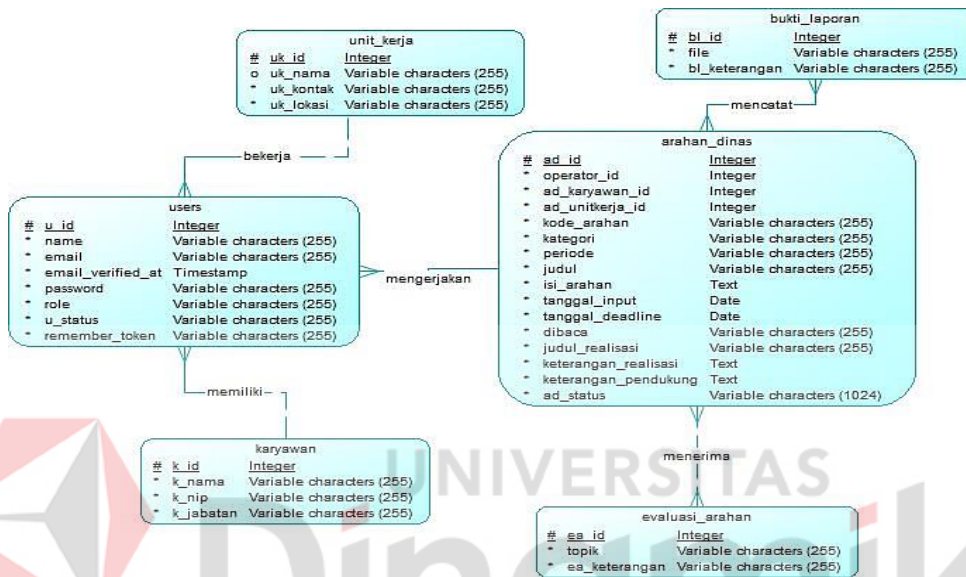 unit_kerja
# uk_id Integer
o uk_nama Variable characters (255)
* uk_kontak Variable characters (255)
* uk_lokasi Variable characters (255)
bukti_laporan
# bl_id Integer
* file Variable characters (255)
* bl_keterangan Variable characters (255)
mencatat
bekerja
arahan_dinas
# ad_id Integer
* operator_id Integer
* ad_karyawan_id Integer
* ad_unitkerja_id Integer
* kode_arahan Variable characters (255)
* kategori Variable characters (255)
* periode Variable characters (255)
* judul Variable characters (255)
* isi_arahan Text
* tanggal_input Date
* tanggal_deadline Date
* dibaca Variable characters (255)
* judul_realisasi Variable characters (255)
* keterangan_realisasi Text
* keterangan_pendukung Text
* ad_status Variable characters (1024)
users
# u_id Integer
* name Variable characters (255)
* email Variable characters (255)
* email_verified_at Timestamp
* password Variable characters (255)
* role Variable characters (255)
* u_status Variable characters (255)
* remember_token Variable characters (255)
mengerjakan
memiliki
karyawan
# k_id Integer
* k_nama Variable characters (255)
* k_nip Variable characters (255)
* k_jabatan Variable characters (255)
menerima
UNIVERSITAS
Dinamik
evaluasi_arahan
# ea_id Integer
* topik Variable characters (255)
* ea_keterangan Variable characters (255)